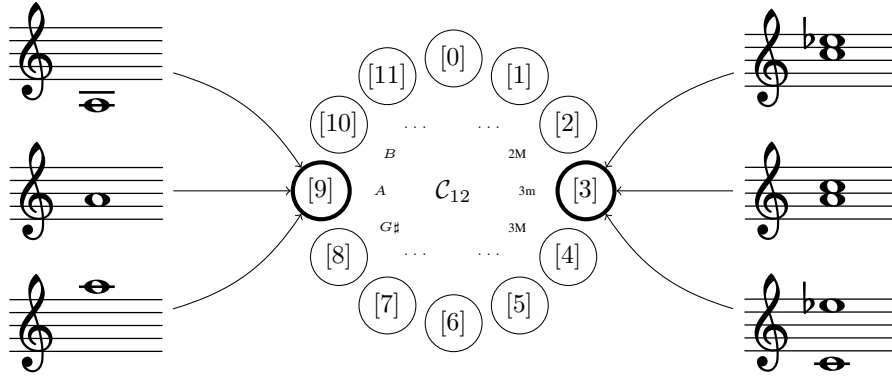 [0]
[11] [1]
[10] ... ... [2]
B 2M
[9] A 𝒞₁₂ 3m [3]
G♯ 3M
[8] ... ... [4]
[7] [5]
[6]